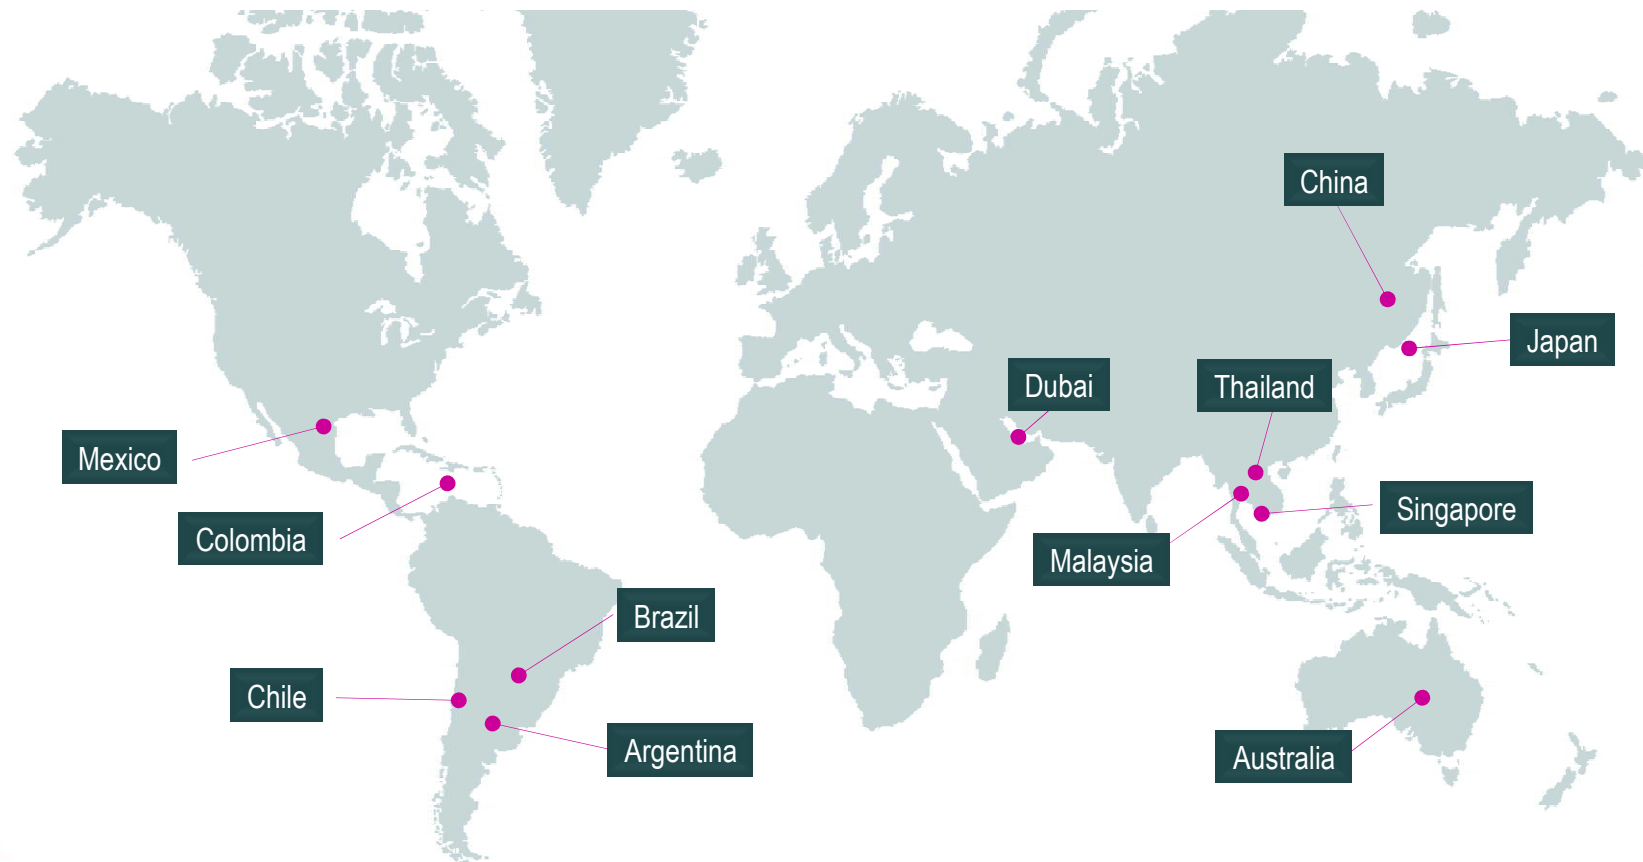 China
Japan
Dubai
Thailand
Mexico
Singapore
Colombia
Malaysia
Brazil
Chile
Argentina
Australia